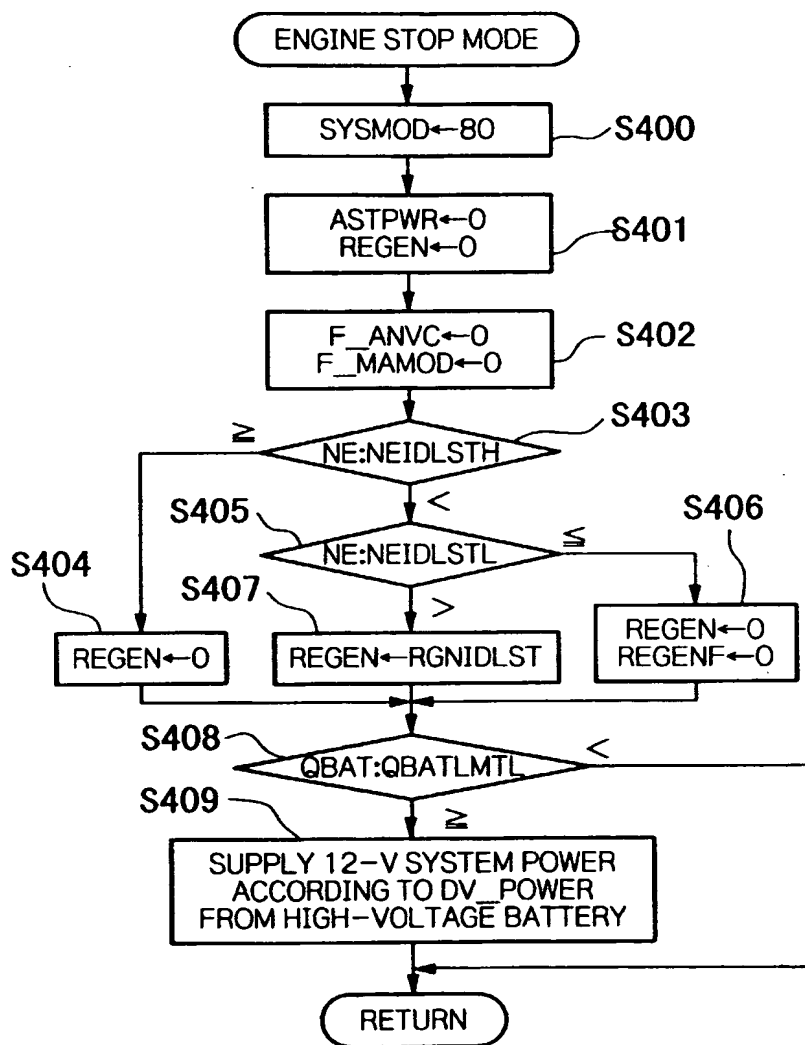 ENGINE STOP MODE
SYSMOD←80
S400
ASTPWR←0
REGEN←0
S401
F_ANVC←0
F_MAMOD←0
S402
S403
≧
NE:NEIDLSTH
<
S405
S406
NE:NEIDLSTL
≦
S404
S407
>
REGEN←0
REGEN←RGNIDLST
REGEN←0
REGENF←0
S408
QBAT:QBATLMTL
<
S409
≧
SUPPLY 12-V SYSTEM POWER
ACCORDING TO DV_POWER
FROM HIGH-VOLTAGE BATTERY
RETURN